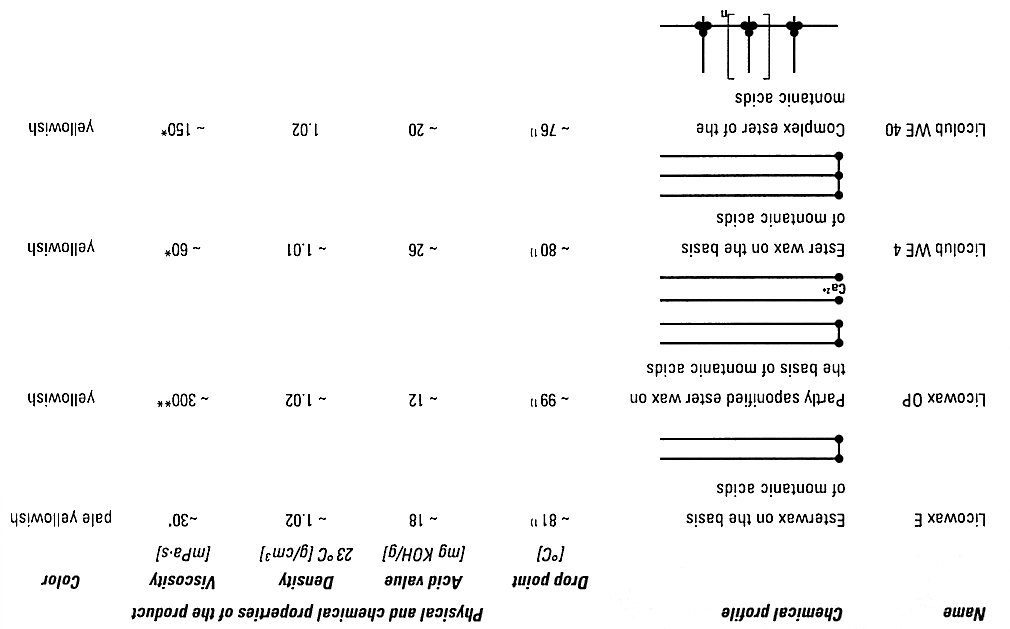 Name Chemical profile Physical and chemical properties of the product
Drop point Acid value Density Viscosity Color
[°C] [mg KOH/g] 23 °C [g/cm³] [mPa·s]
Licowax E Esterwax on the basis ~ 81 ¹⁾ ~ 18 ~ 1.02 ~30* pale yellowish
of montanic acids
Licowax OP Partly saponified ester wax on ~ 99 ¹⁾ ~ 12 ~ 1.02 ~ 300** yellowish
the basis of montanic acids
Ca²⁺
Licolub WE 4 Ester wax on the basis ~ 80 ¹⁾ ~ 26 ~ 1.01 ~ 60* yellowish
of montanic acids
Licolub WE 40 Complex ester of the ~ 76 ¹⁾ ~ 20 1.02 ~ 150* yellowish
montanic acids
n